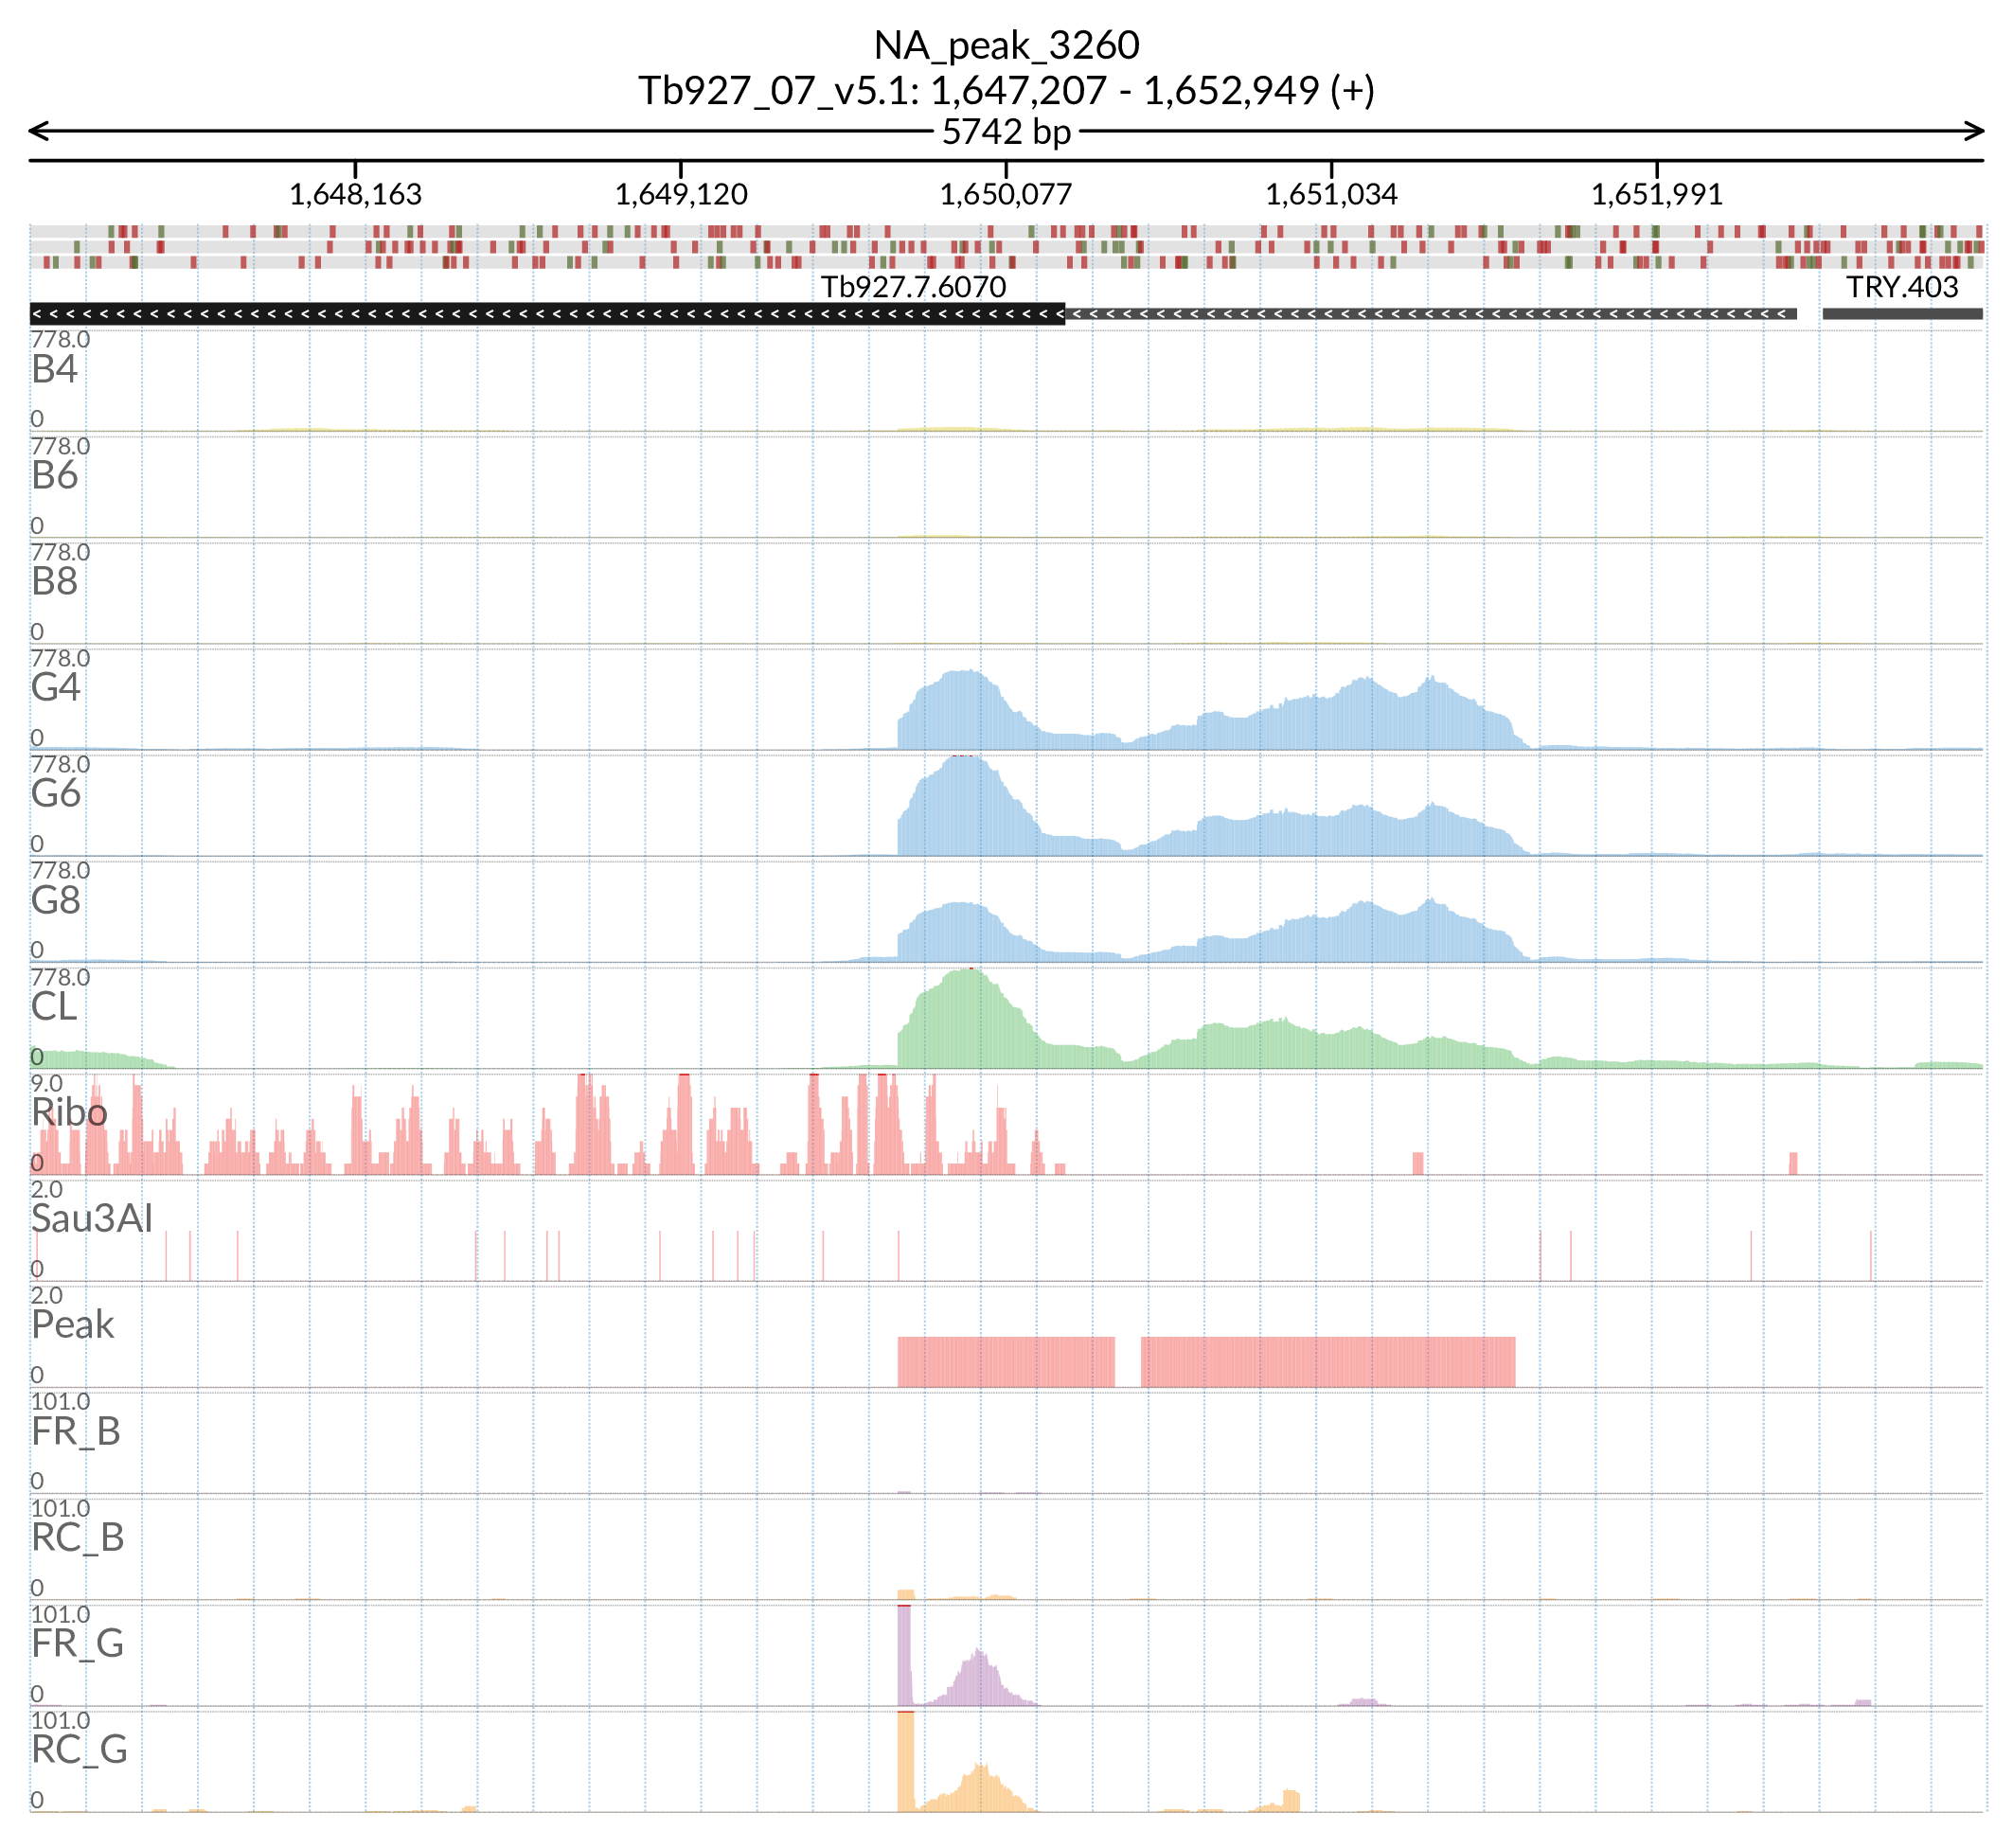 NA_peak_3260
Tb927_07_v5.1: 1,647,207 - 1,652,949 (+)
5742 bp
1,648,163 1,649,120 1,650,077 1,651,034 1,651,991
Tb927.7.6070 TRY.403
778.0
B4
0
778.0
B6
0
778.0
B8
0
778.0
G4
0
778.0
G6
0
778.0
G8
0
778.0
CL
0
9.0
Ribo
0
2.0
Sau3AI
0
2.0
Peak
0
101.0
FR_B
0
101.0
RC_B
0
101.0
FR_G
0
101.0
RC_G
0